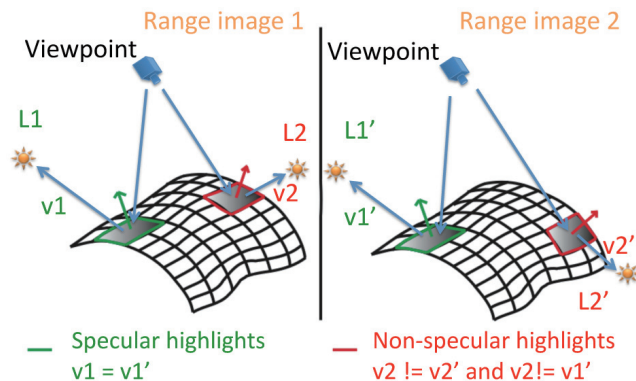 Range image 1
Viewpoint
L1
L2
v1
v2
Specular highlights
v1 = v1’
Range image 2
Viewpoint
L1’
v1’
v2’
L2’
Non-specular highlights
v2 != v2’ and v2!= v1’